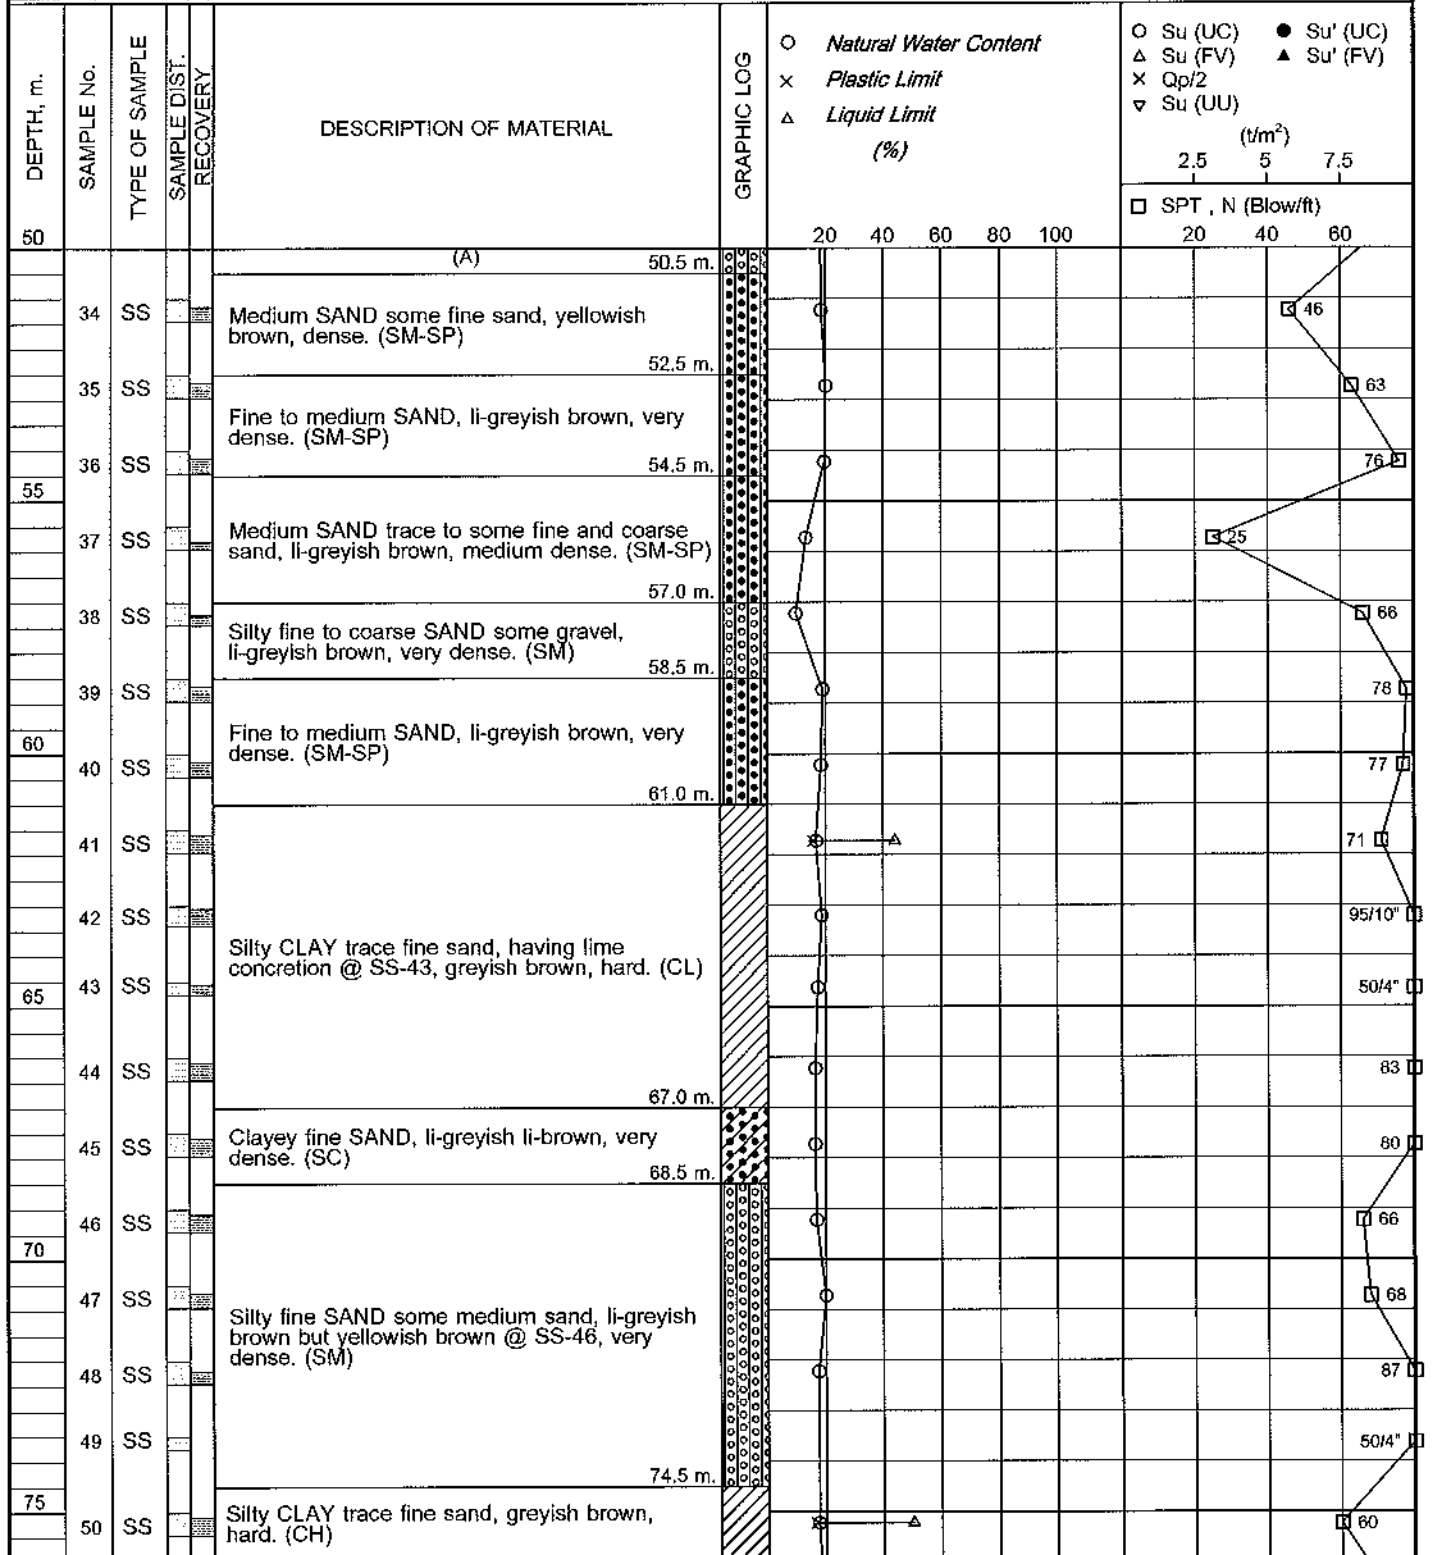 DEPTH, m.
SAMPLE No.
TYPE OF SAMPLE
SAMPLE DIST.
RECOVERY
DESCRIPTION OF MATERIAL
GRAPHIC LOG
○ Natural Water Content
× Plastic Limit
△ Liquid Limit
(%)
○ Su (UC) ● Su' (UC)
△ Su (FV) ▲ Su' (FV)
× Qp/2
▽ Su (UU)
(t/m²)
2.5 5 7.5
□ SPT , N (Blow/ft)
50 20 40 60 80 100 20 40 60
(A) 50.5 m.
34 SS 46
Medium SAND some fine sand, yellowish
brown, dense. (SM-SP)
52.5 m.
35 SS 63
Fine to medium SAND, li-greyish brown, very
dense. (SM-SP)
36 SS 54.5 m. 76
55
Medium SAND trace to some fine and coarse
37 SS 25
sand, li-greyish brown, medium dense. (SM-SP)
57.0 m.
38 SS 66
Silty fine to coarse SAND some gravel,
li-greyish brown, very dense. (SM)
58.5 m.
39 SS 78
Fine to medium SAND, li-greyish brown, very
60 dense. (SM-SP)
40 SS 77
61.0 m.
41 SS 71
42 SS 95/10"
Silty CLAY trace fine sand, having lime
concretion @ SS-43, greyish brown, hard. (CL)
43 SS 50/4"
65
44 SS 83
67.0 m.
Clayey fine SAND, li-greyish li-brown, very
45 SS 80
dense. (SC)
68.5 m.
46 SS 66
70
47 SS 68
Silty fine SAND some medium sand, li-greyish
brown but yellowish brown @ SS-46, very
dense. (SM)
48 SS 87
49 SS 50/4"
74.5 m.
75
Silty CLAY trace fine sand, greyish brown,
50 SS 60
hard. (CH)